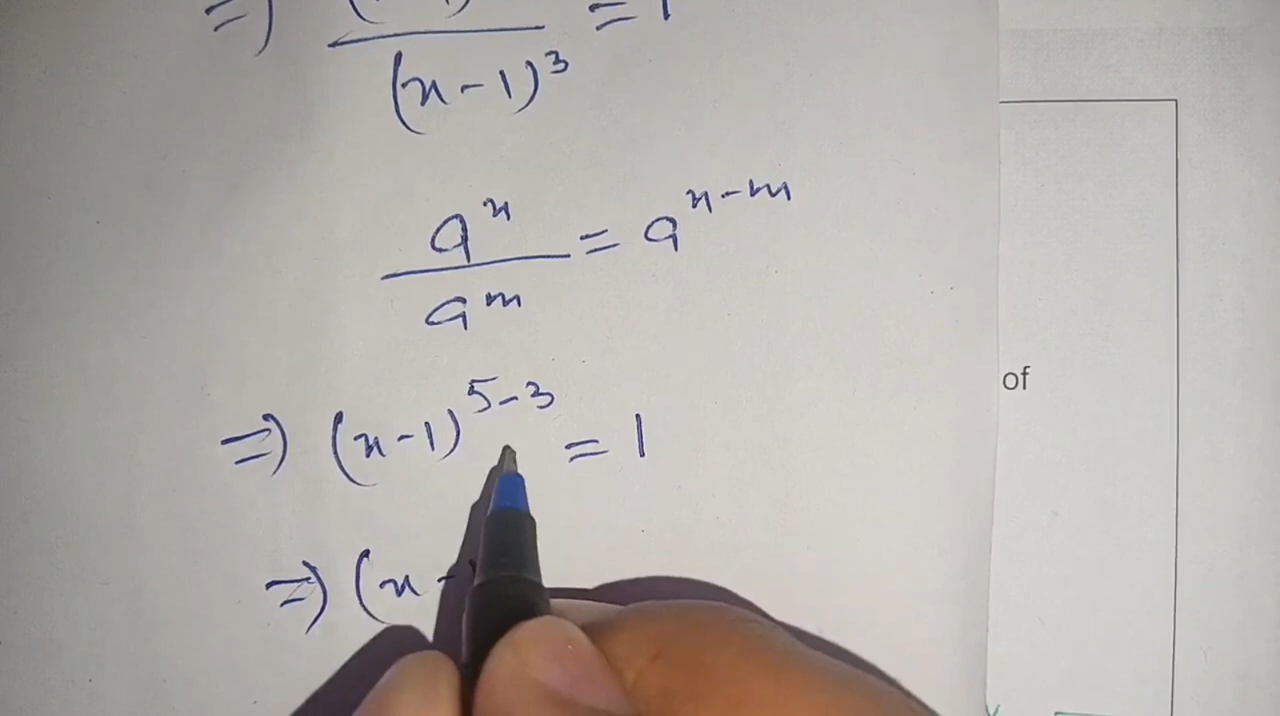 => / (x-1)^3 = 1
a^n / a^m = a^(n-m)
of
=> (x-1)^(5-3) = 1
=> (x-